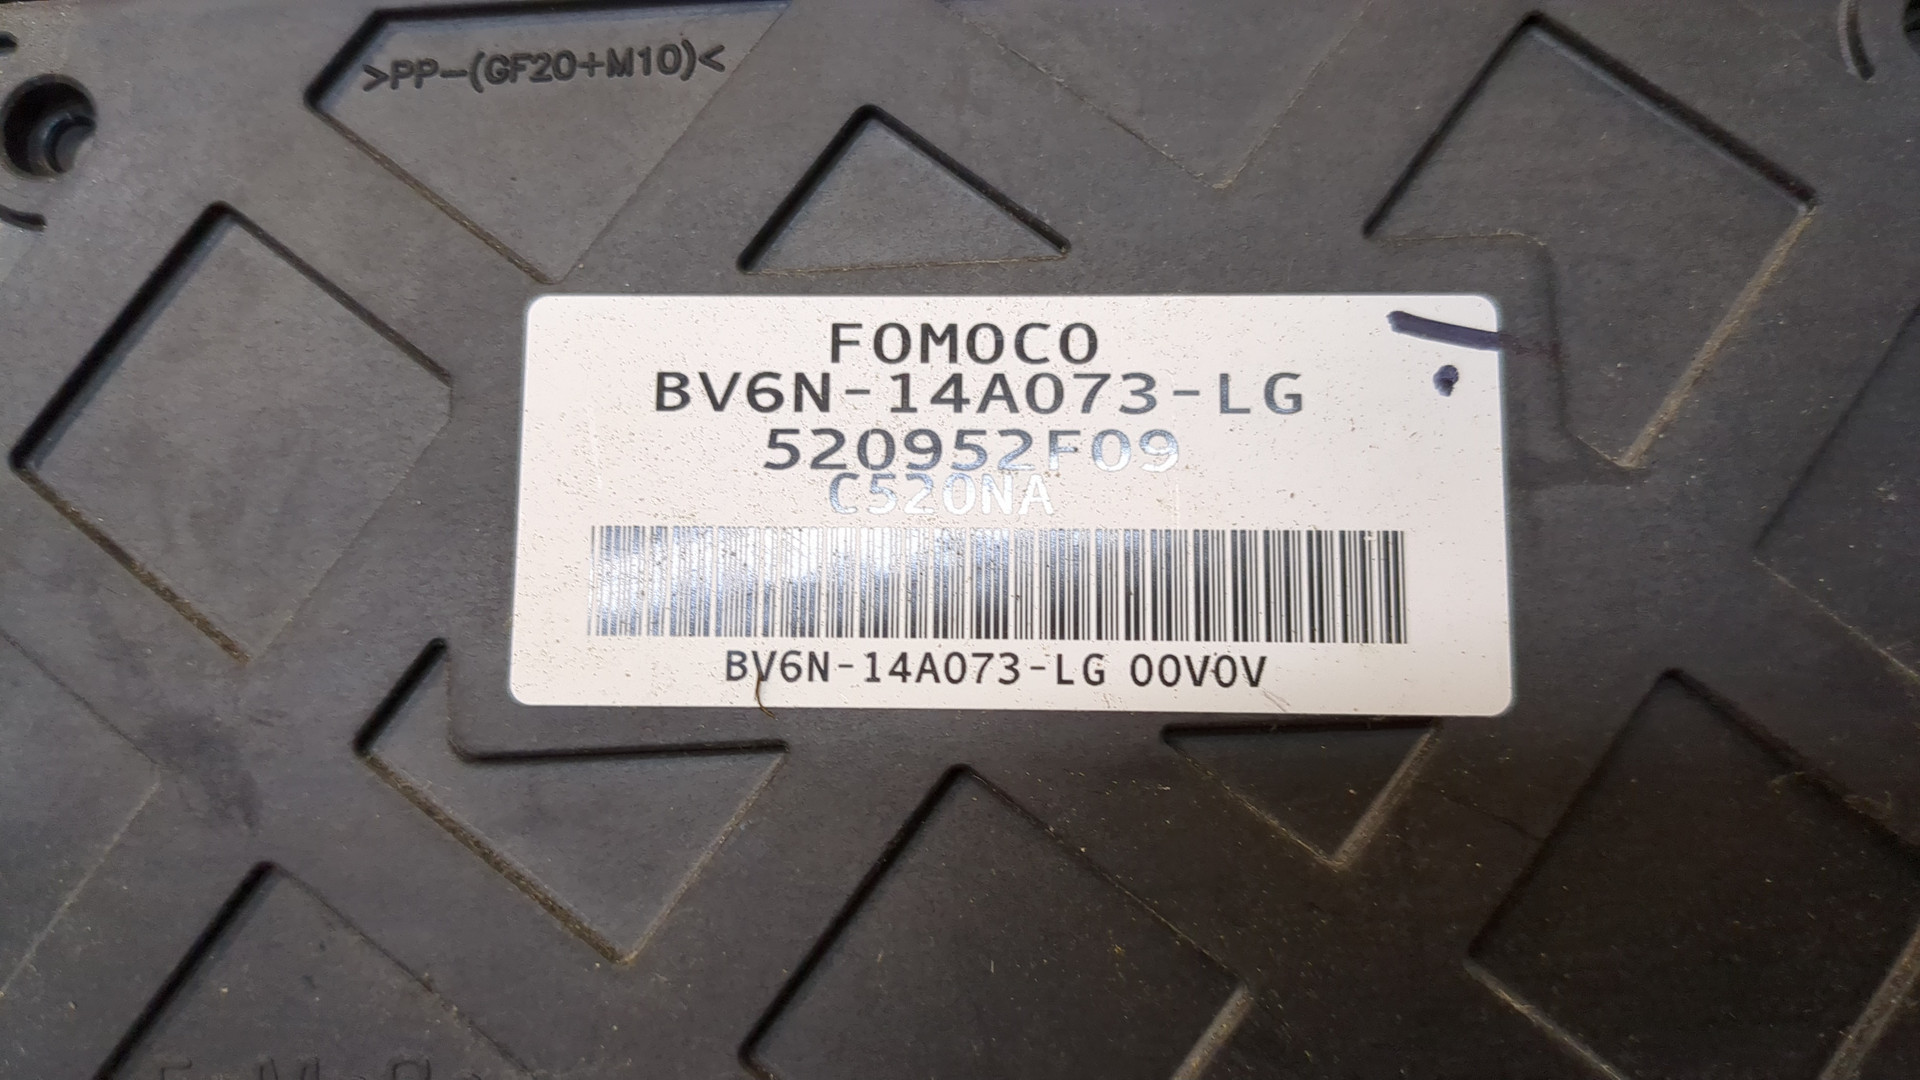 >PP-(GF20+M10)<
FOMOCO
BV6N-14A073-LG
520952F09
C520NA
BV6N-14A073-LG 00V0V